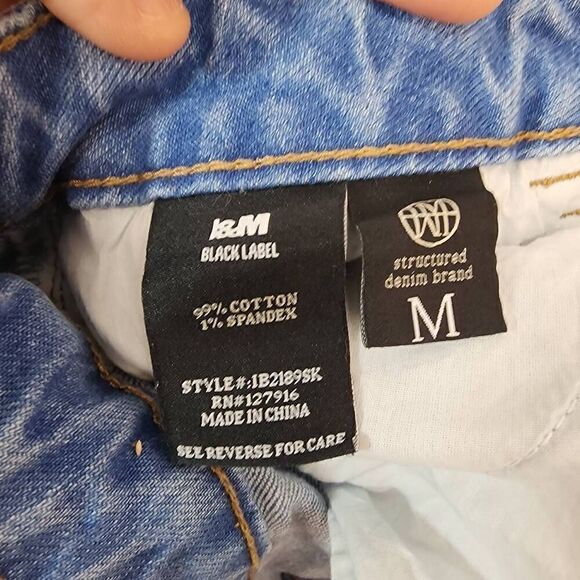 I&M
BLACK LABEL
99% COTTON
1% SPANDEX
STYLE#:1B2189SK
RN#127916
MADE IN CHINA
SEE REVERSE FOR CARE
structured
denim brand
M